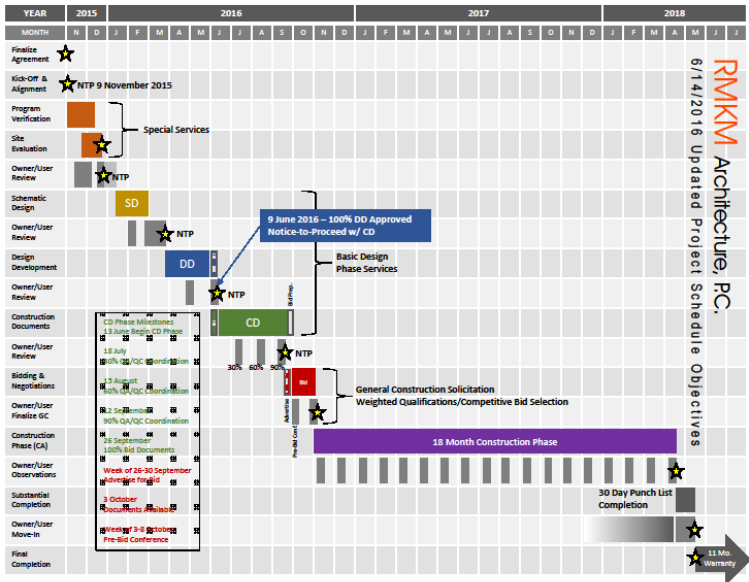 YEAR 2015 2016 2017 2018
MONTH N D J F M A M J J A S O N D J F M A M J J A S O N D J F M A M J J
Finalize
Agreement
Kick-Off &
Alignment
NTP 9 November 2015
Program
Verification
Special Services
Site
Evaluation
Owner/User
Review
NTP
Schematic
Design
SD
Owner/User
Review
NTP
9 June 2016 – 100% DD Approved
Notice-to-Proceed w/ CD
Design
Development
DD
Basic Design
Phase Services
Owner/User
Review
NTP
Construction
Documents
CD
Bid Prep.
Owner/User
Review
NTP
30% 60% 90%
Bidding &
Negotiations
Bid
Advertise
Pre-Bid Conf.
General Construction Solicitation
Weighted Qualifications/Competitive Bid Selection
Owner/User
Finalize GC
Construction
Phase (CA)
18 Month Construction Phase
Owner/User
Observations
Substantial
Completion
30 Day Punch List
Completion
Owner/User
Move-In
Final
Completion
11 Mo.
Warranty
CD Phase Milestones
13 June Begin CD Phase
18 July
30% QA/QC Coordination
15 August
60% QA/QC Coordination
12 September
90% QA/QC Coordination
26 September
100% Bid Documents
Week of 26-30 September
Advertise for Bid
3 October
Documents Available
Week of 3-8 October
Pre-Bid Conference
RMKM Architecture, P.C.
6/14/2016 Updated Project Schedule Objectives